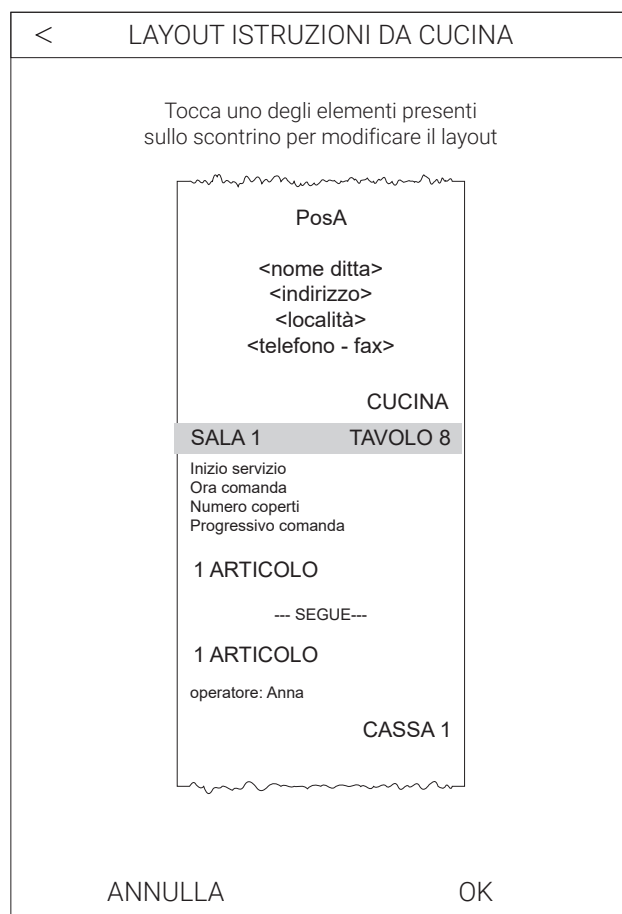 < LAYOUT ISTRUZIONI DA CUCINA
Tocca uno degli elementi presenti
sullo scontrino per modificare il layout
PosA
<nome ditta>
<indirizzo>
<località>
<telefono - fax>
CUCINA
SALA 1 TAVOLO 8
Inizio servizio
Ora comanda
Numero coperti
Progressivo comanda
1 ARTICOLO
--- SEGUE---
1 ARTICOLO
operatore: Anna
CASSA 1
ANNULLA OK